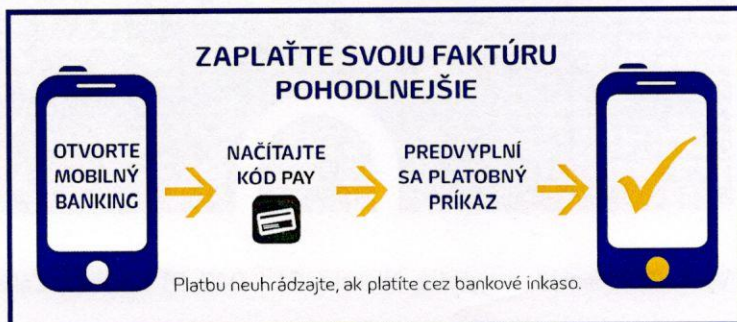 ZAPLAŤTE SVOJU FAKTÚRU
POHODLNEJŠIE
OTVORTE
MOBILNÝ
BANKING
NAČÍTAJTE
KÓD PAY
PREDVYPLNÍ
SA PLATOBNÝ
PRÍKAZ
Platbu neuhrádzajte, ak platíte cez bankové inkaso.